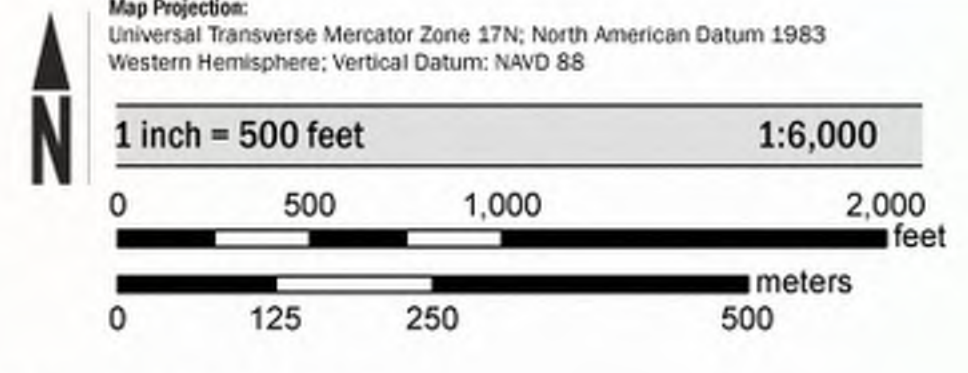 Map Projection:
Universal Transverse Mercator Zone 17N; North American Datum 1983
Western Hemisphere; Vertical Datum: NAVD 88
N
1 inch = 500 feet 1:6,000
0 500 1,000 2,000
feet
meters
0 125 250 500